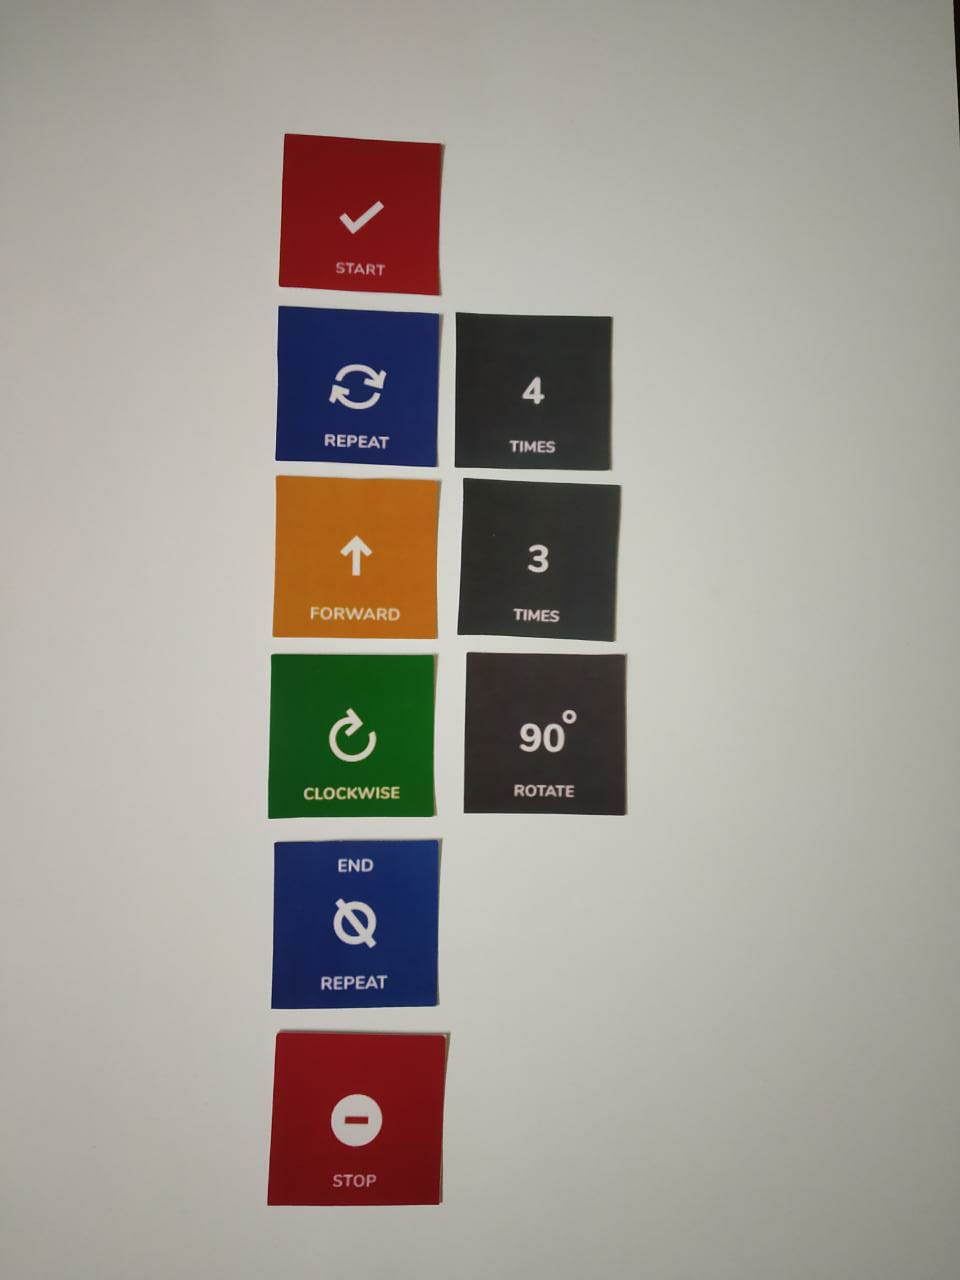 START
REPEAT
4
TIMES
FORWARD
3
TIMES
CLOCKWISE
90°
ROTATE
END
REPEAT
STOP